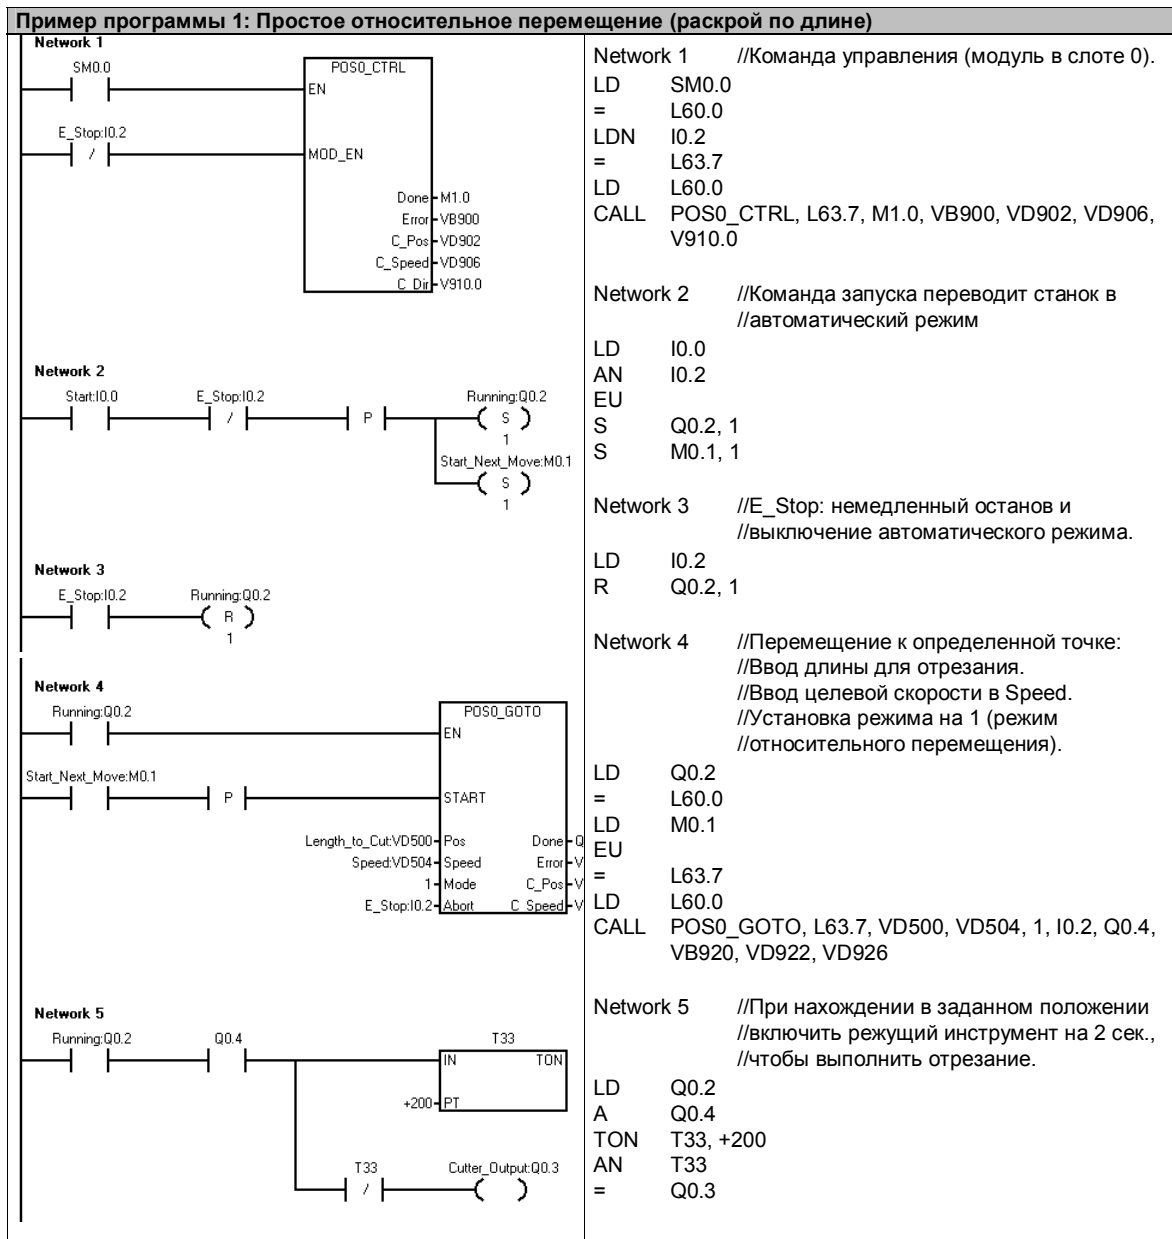 Пример программы 1: Простое относительное перемещение (раскрой по длине)
Network 1
SM0.0
POS0_CTRL
EN
E_Stop:I0.2
/
MOD_EN
Done M1.0
Error VB900
C_Pos VD902
C_Speed VD906
C_Dir V910.0
Network 2
Start:I0.0 E_Stop:I0.2 Running:Q0.2
/ P S
1
Start_Next_Move:M0.1
S
1
Network 3
E_Stop:I0.2 Running:Q0.2
R
1
Network 4
Running:Q0.2
POS0_GOTO
EN
Start_Next_Move:M0.1
P
START
Length_to_Cut:VD500 Pos Done Q
Speed:VD504 Speed Error V
1 Mode C_Pos V
E_Stop:I0.2 Abort C_Speed V
Network 5
Running:Q0.2 Q0.4 T33
IN TON
+200 PT
T33 Cutter_Output:Q0.3
/
Network 1 //Команда управления (модуль в слоте 0).
LD SM0.0
= L60.0
LDN I0.2
= L63.7
LD L60.0
CALL POS0_CTRL, L63.7, M1.0, VB900, VD902, VD906,
V910.0
Network 2 //Команда запуска переводит станок в
//автоматический режим
LD I0.0
AN I0.2
EU
S Q0.2, 1
S M0.1, 1
Network 3 //E_Stop: немедленный останов и
//выключение автоматического режима.
LD I0.2
R Q0.2, 1
Network 4 //Перемещение к определенной точке:
//Ввод длины для отрезания.
//Ввод целевой скорости в Speed.
//Установка режима на 1 (режим
//относительного перемещения).
LD Q0.2
= L60.0
LD M0.1
EU
= L63.7
LD L60.0
CALL POS0_GOTO, L63.7, VD500, VD504, 1, I0.2, Q0.4,
VB920, VD922, VD926
Network 5 //При нахождении в заданном положении
//включить режущий инструмент на 2 сек.,
//чтобы выполнить отрезание.
LD Q0.2
A Q0.4
TON T33, +200
AN T33
= Q0.3